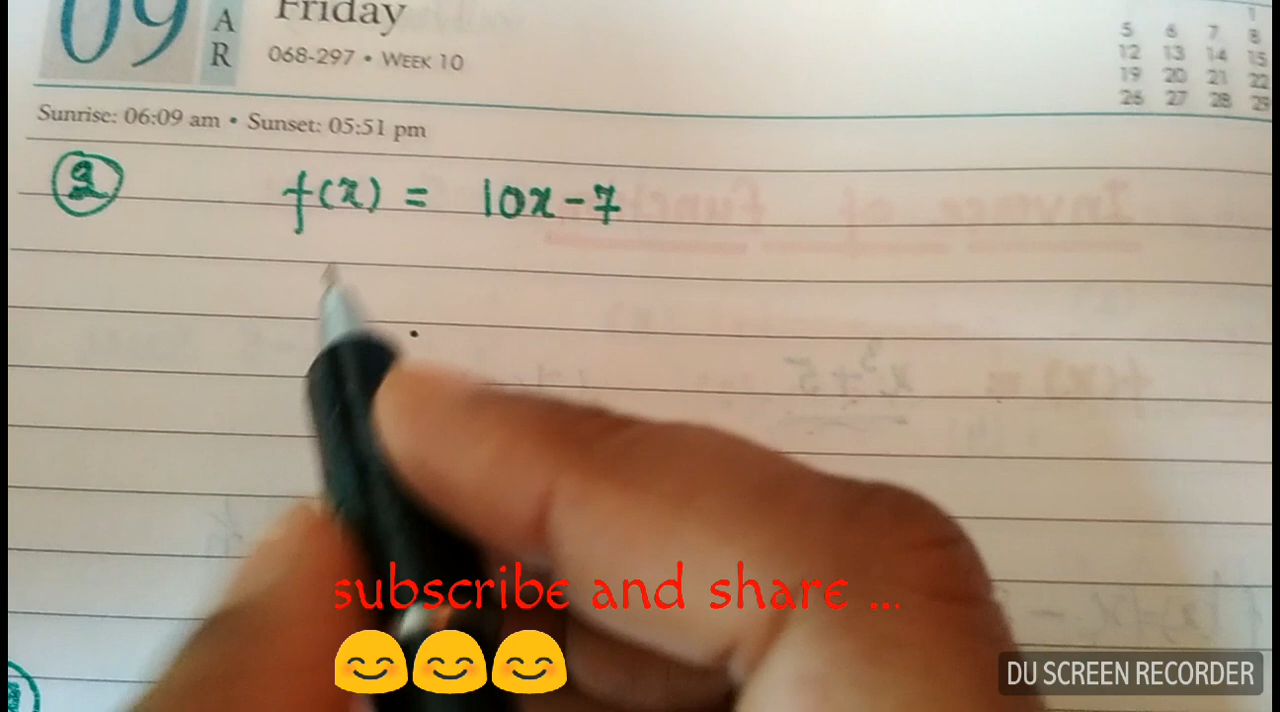 09
MAR
Friday
068-297 • WEEK 10
1
5 6 7 8
12 13 14 15
19 20 21 22
26 27 28 29
Sunrise: 06:09 am • Sunset: 05:51 pm
2 f(x) = 10x-7
subscribe and share ...
😊😊😊
DU SCREEN RECORDER